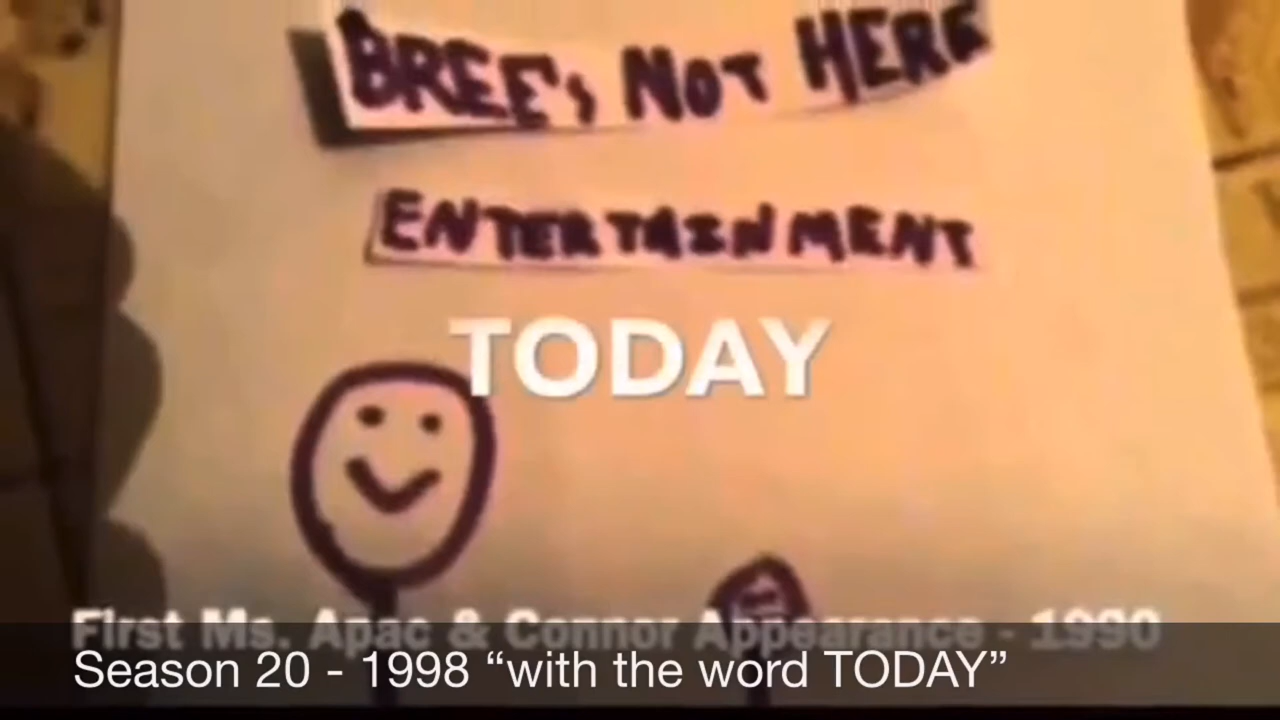 BREE's NOT HERE
ENTERTAINMENT
TODAY
First Ms. Apac & Connor Appearance - 1990
Season 20 - 1998 “with the word TODAY”